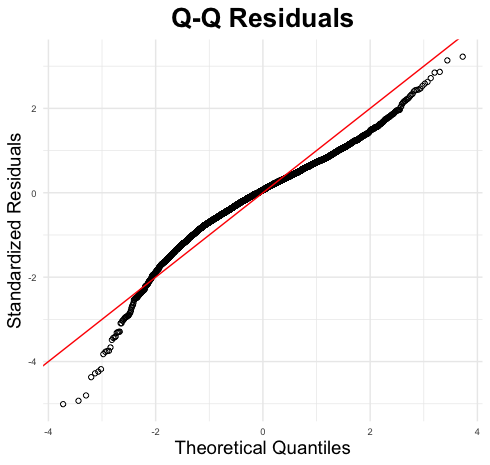 Q-Q Residuals
Standardized Residuals
2
0
-2
-4
-4 -2 0 2 4
Theoretical Quantiles